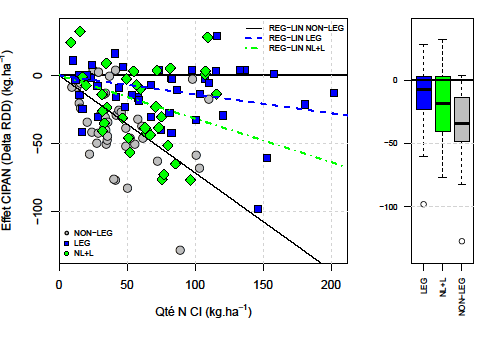 Effet CIPAN (Delta RDD) (kg.ha⁻¹)
0
−50
−100
REG−LIN NON−LEG
REG−LIN LEG
REG−LIN NL+L
NON−LEG
LEG
NL+L
0 50 100 150 200
Qté N CI (kg.ha⁻¹)
0
−50
−100
LEG
NL+L
NON−LEG